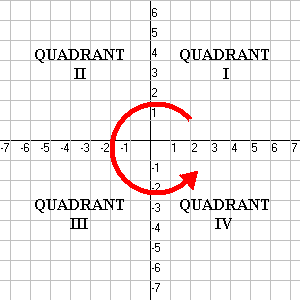 6
5
QUADRANT QUADRANT
4
II I
3
2
1
-7 -6 -5 -4 -3 -2 -1 1 2 3 4 5 6 7
-1
-2
QUADRANT QUADRANT
-3
III IV
-4
-5
-6
-7